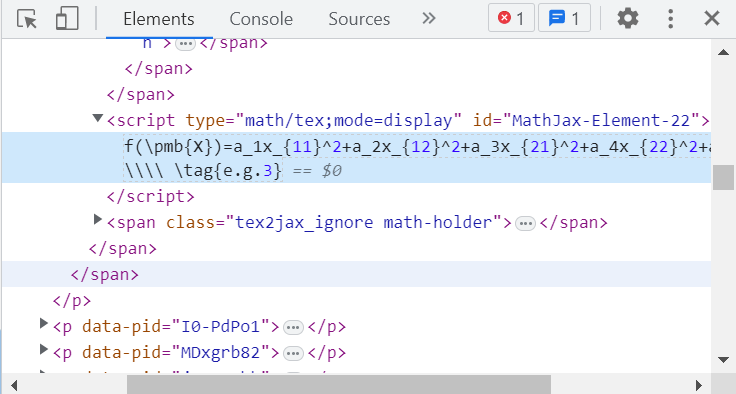 Elements Console Sources » 1 1
n >…</span>
</span>
</span>
▼<script type="math/tex;mode=display" id="MathJax-Element-22">
f(\pmb{X})=a_1x_{11}^2+a_2x_{12}^2+a_3x_{21}^2+a_4x_{22}^2+a
\\\\ \tag{e.g.3} == $0
</script>
▶<span class="tex2jax_ignore math-holder">…</span>
</span>
</span>
</p>
▶<p data-pid="I0-PdPo1">…</p>
▶<p data-pid="MDxgrb82">…</p>